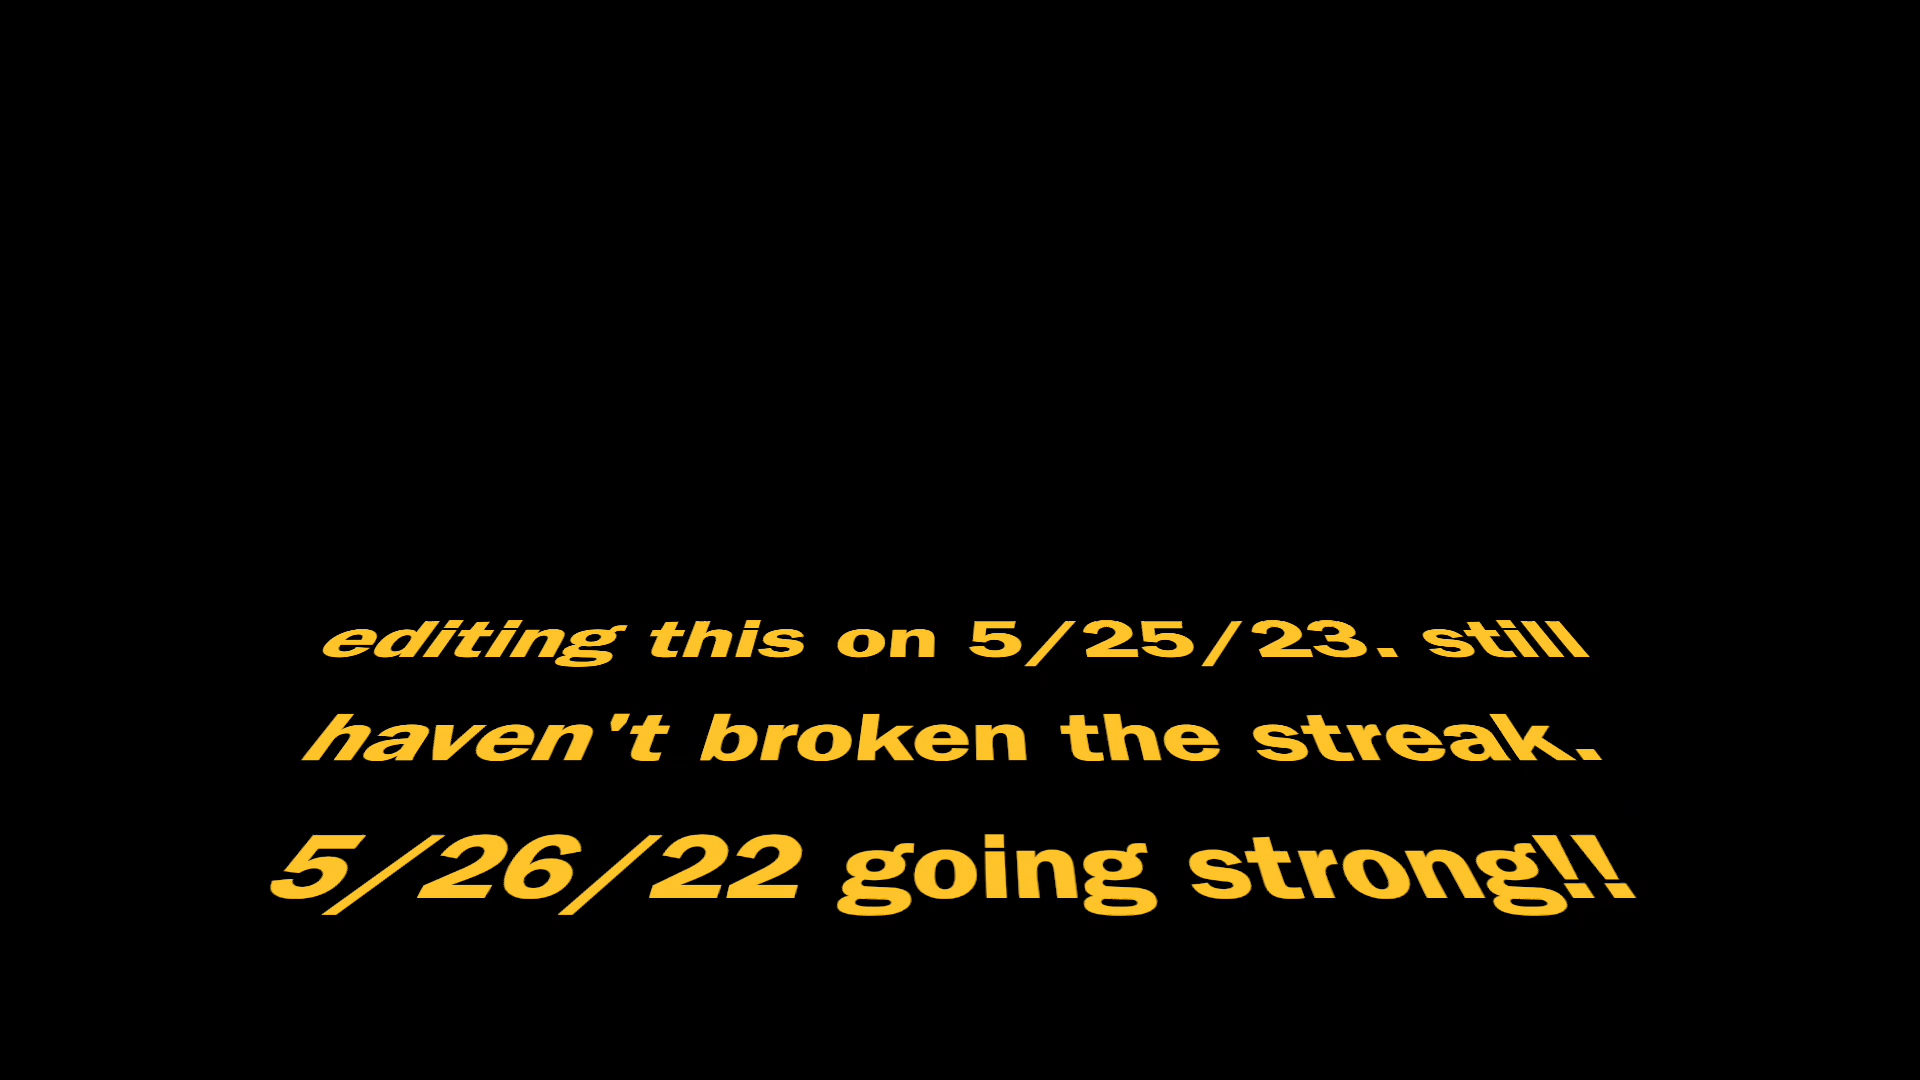 editing this on 5/25/23. still
haven't broken the streak.
5/26/22 going strong!!